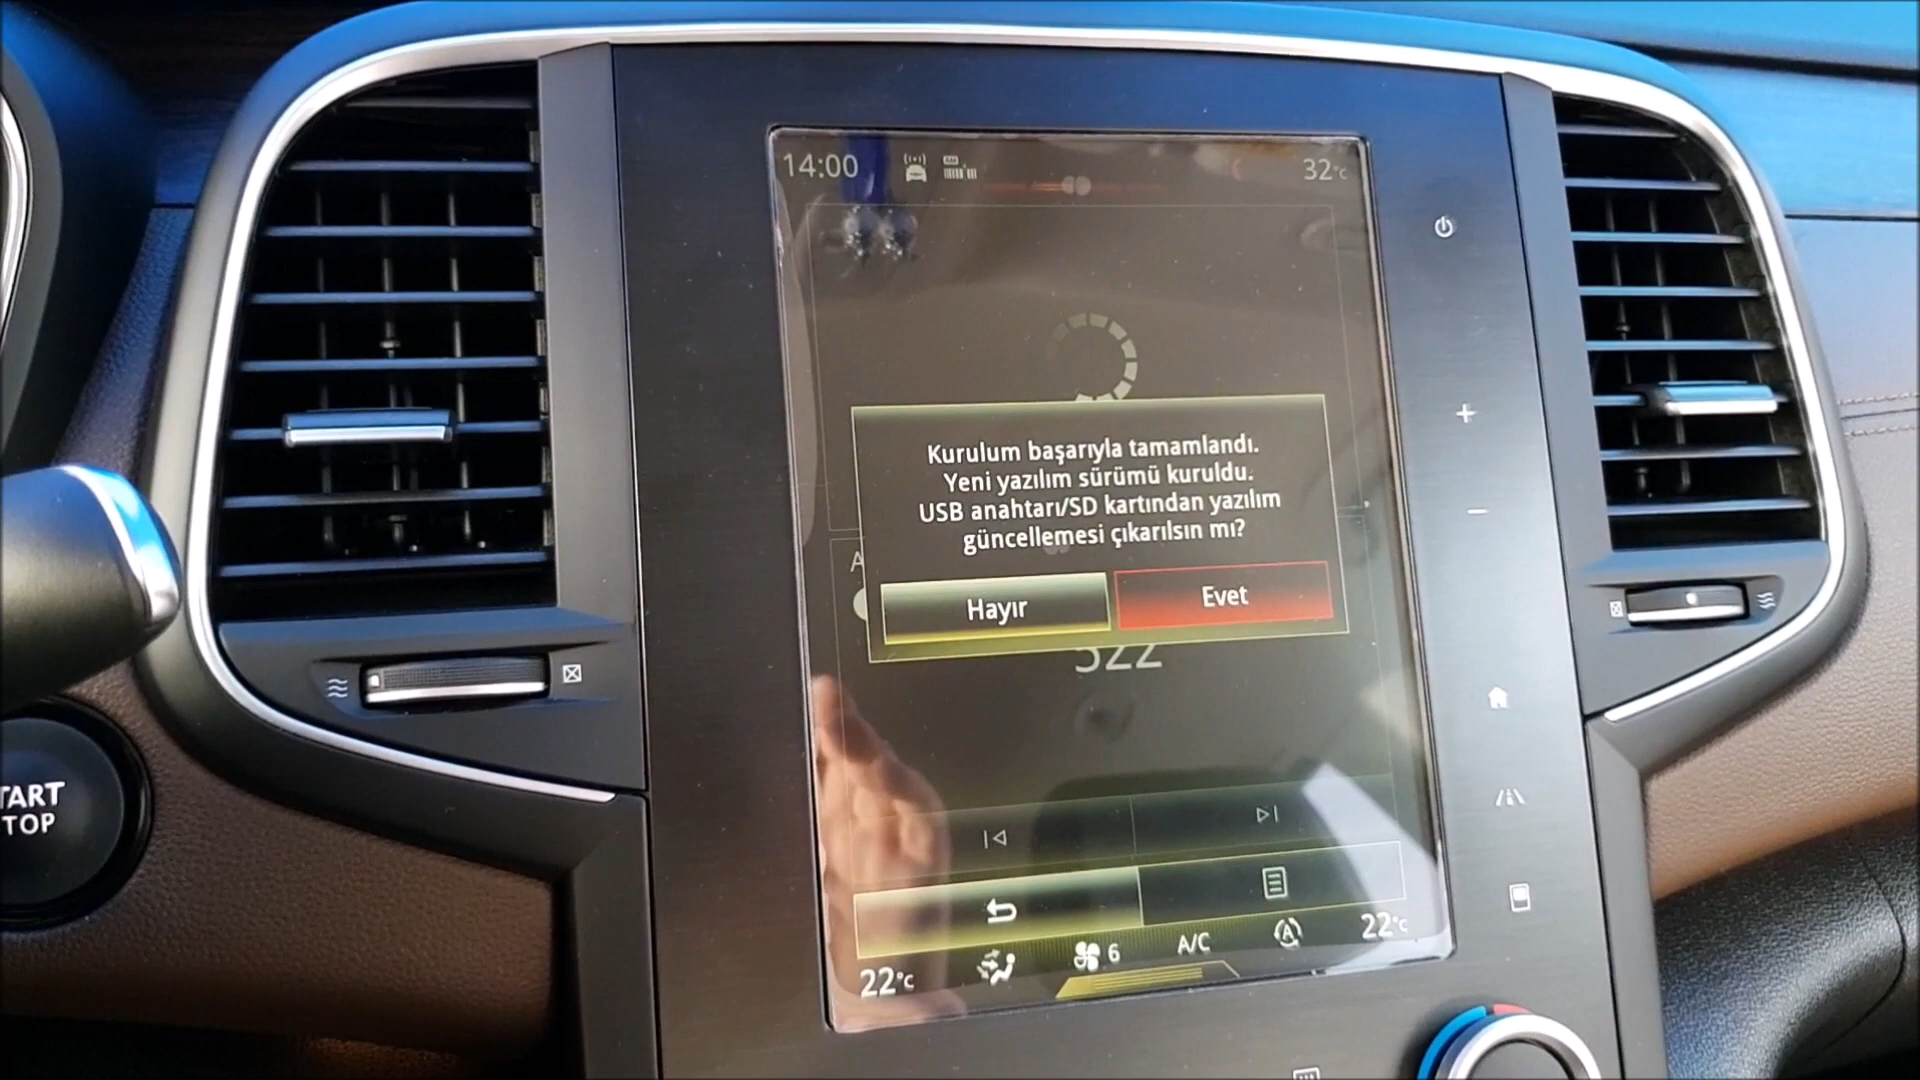 14:00
32°C
Kurulum başarıyla tamamlandı.
Yeni yazılım sürümü kuruldu.
USB anahtarı/SD kartından yazılım
güncellemesi çıkarılsın mı?
Hayır
Evet
A
522
TART
TOP
22°C
6
A/C
A
22°C